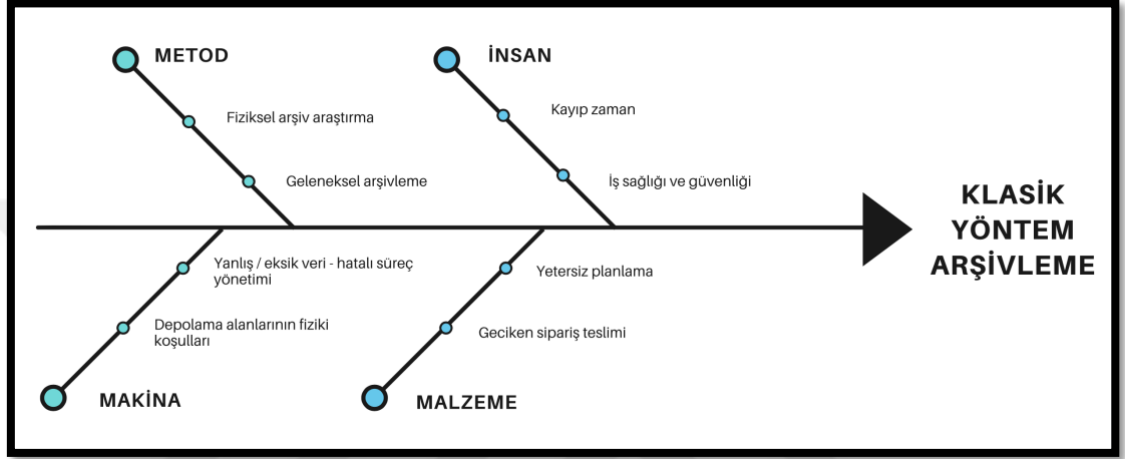 METOD
Fiziksel arşiv araştırma
Geleneksel arşivleme
İNSAN
Kayıp zaman
İş sağlığı ve güvenliği
KLASİK
YÖNTEM
ARŞİVLEME
Yanlış / eksik veri - hatalı süreç
yönetimi
Depolama alanlarının fiziki
koşulları
MAKİNA
Yetersiz planlama
Geciken sipariş teslimi
MALZEME